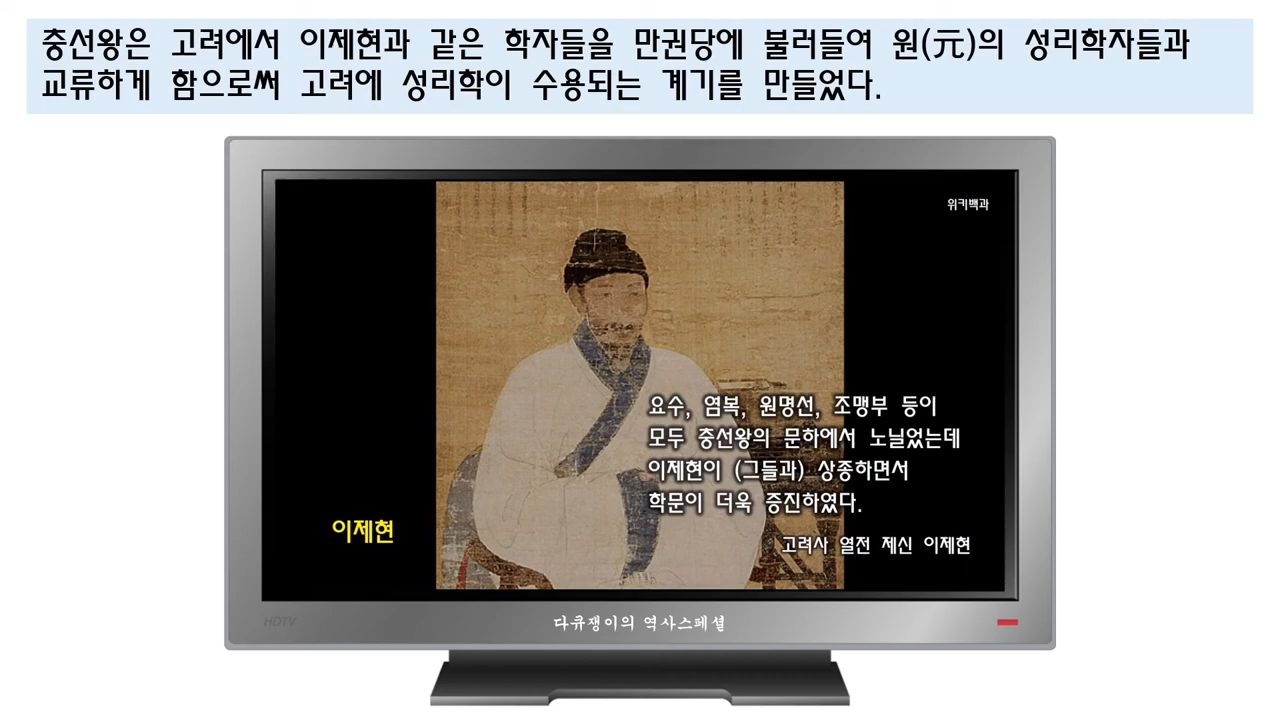 충선왕은 고려에서 이제현과 같은 학자들을 만권당에 불러들여 원(元)의 성리학자들과
교류하게 함으로써 고려에 성리학이 수용되는 계기를 만들었다.
위키백과
요수, 염복, 원명선, 조맹부 등이
모두 충선왕의 문하에서 노닐었는데
이제현이 (그들과) 상종하면서
학문이 더욱 증진하였다.
이제현
고려사 열전 제신 이제현
HDTV
다큐쟁이의 역사스페셜